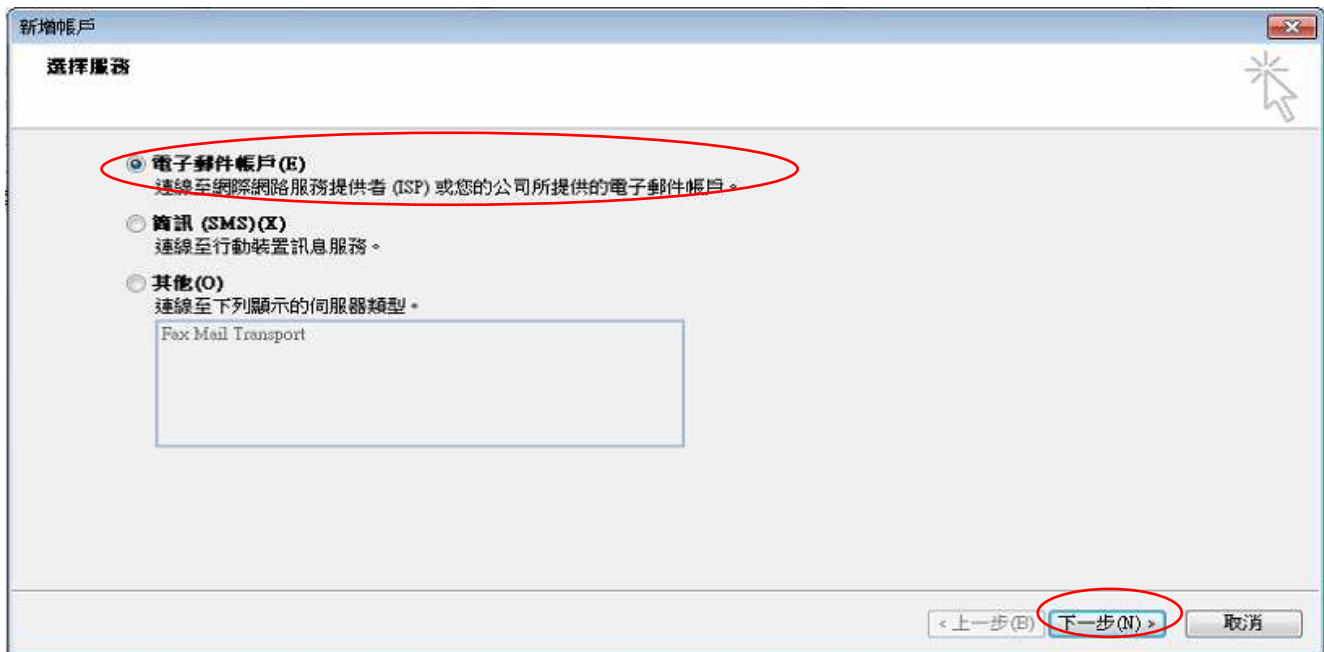 新增帳戶
選擇服務
電子郵件帳戶(E)
連線至網際網路服務提供者 (ISP) 或您的公司所提供的電子郵件帳戶。
簡訊 (SMS)(X)
連線至行動裝置訊息服務。
其他(O)
連線至下列顯示的伺服器類型。
Fax Mail Transport
< 上一步(B) 下一步(N) > 取消